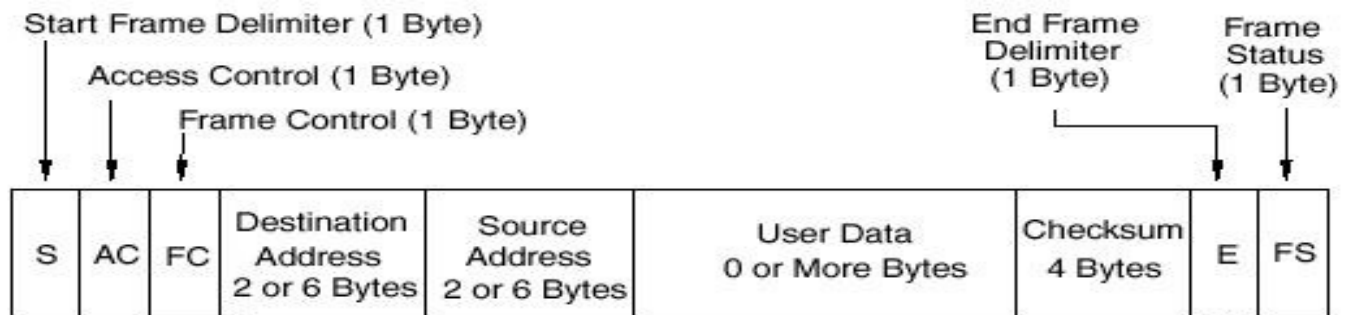 Start Frame Delimiter (1 Byte)
Access Control (1 Byte)
Frame Control (1 Byte)
End Frame
Delimiter
(1 Byte)
Frame
Status
(1 Byte)
S
AC
FC
Destination
Address
2 or 6 Bytes
Source
Address
2 or 6 Bytes
User Data
0 or More Bytes
Checksum
4 Bytes
E
FS